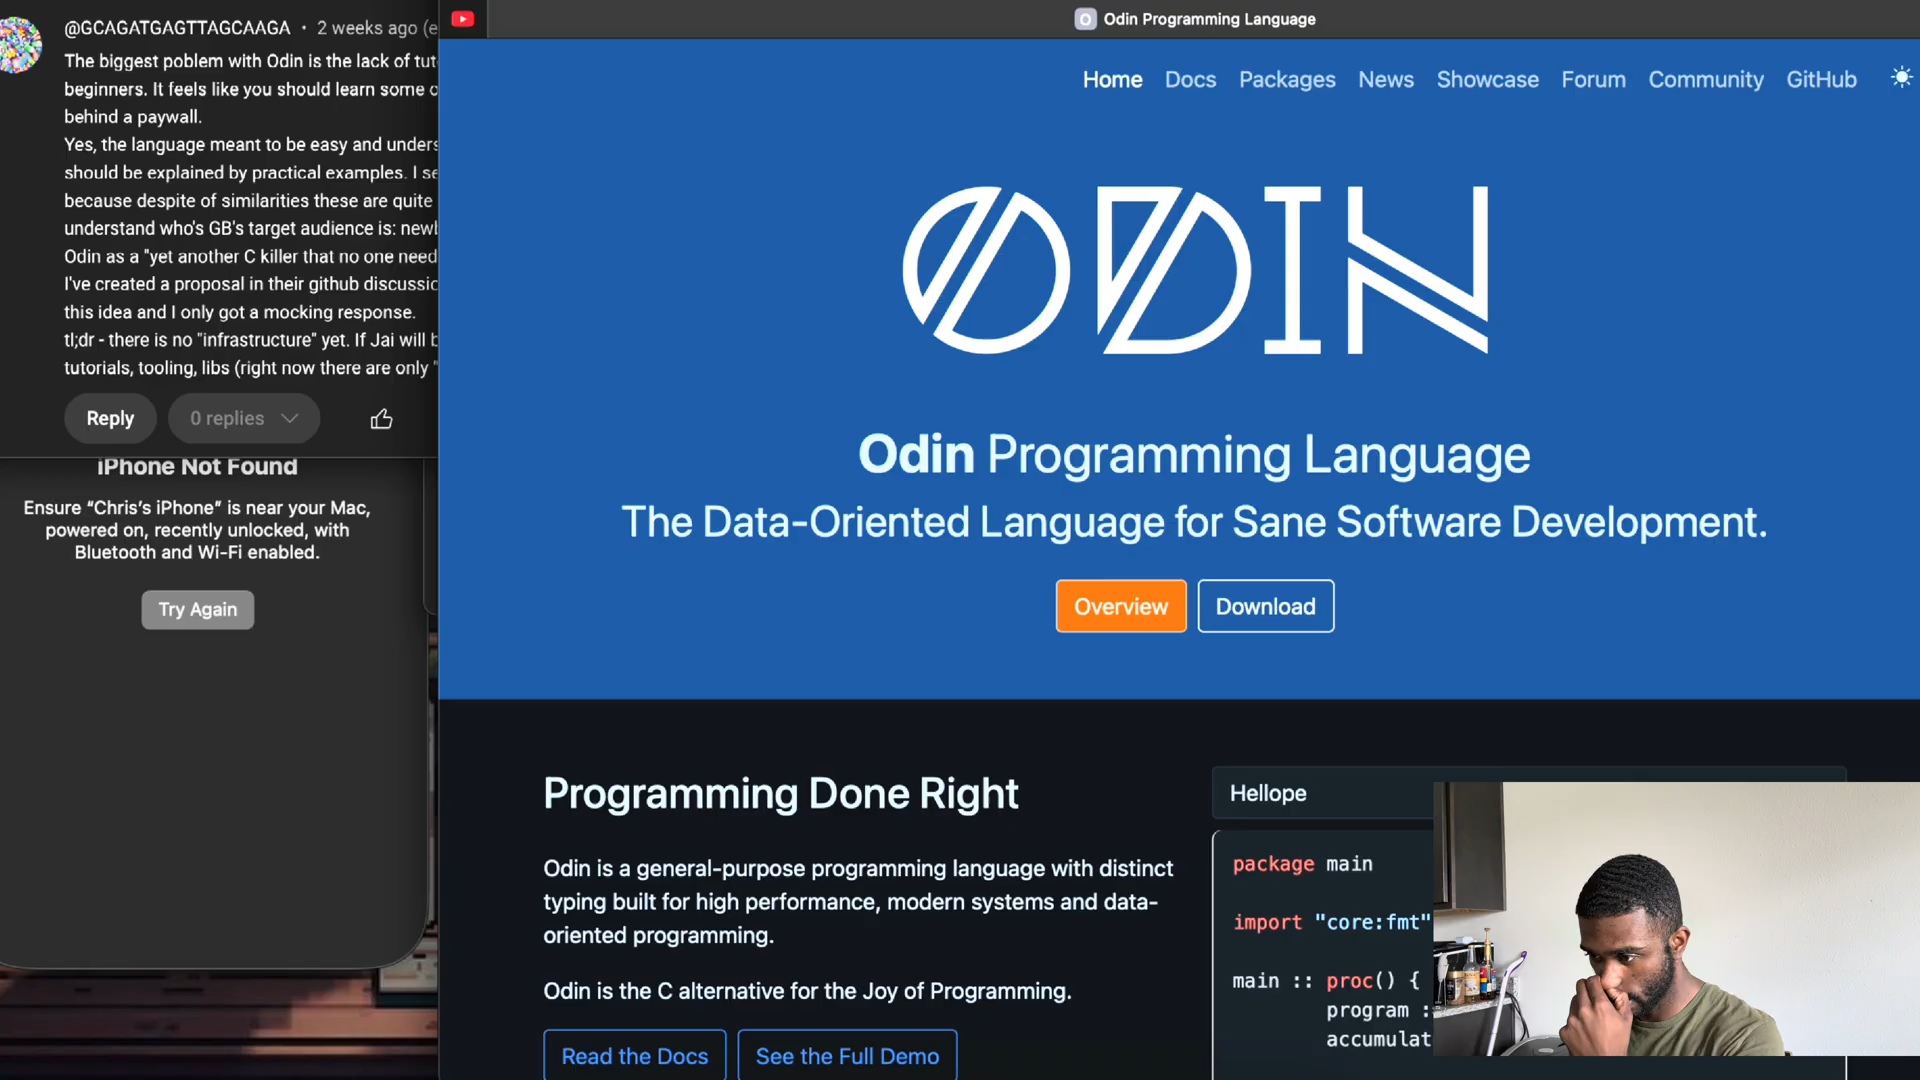 @GCAGATGAGTTAGCAAGA • 2 weeks ago (e
The biggest poblem with Odin is the lack of tut
beginners. It feels like you should learn some o
behind a paywall.
Yes, the language meant to be easy and unders
should be explained by practical examples. I se
because despite of similarities these are quite
understand who's GB's target audience is: newb
Odin as a "yet another C killer that no one need
I've created a proposal in their github discussio
this idea and I only got a mocking response.
tl;dr - there is no "infrastructure" yet. If Jai will b
tutorials, tooling, libs (right now there are only "
Reply
0 replies
iPhone Not Found
Ensure “Chris’s iPhone” is near your Mac,
powered on, recently unlocked, with
Bluetooth and Wi-Fi enabled.
Try Again
Odin Programming Language
Home Docs Packages News Showcase Forum Community GitHub
ODIN
Odin Programming Language
The Data-Oriented Language for Sane Software Development.
Overview
Download
Programming Done Right
Odin is a general-purpose programming language with distinct
typing built for high performance, modern systems and data-
oriented programming.
Odin is the C alternative for the Joy of Programming.
Read the Docs
See the Full Demo
Hellope
package main
import "core:fmt"
main :: proc() {
program :
accumulat